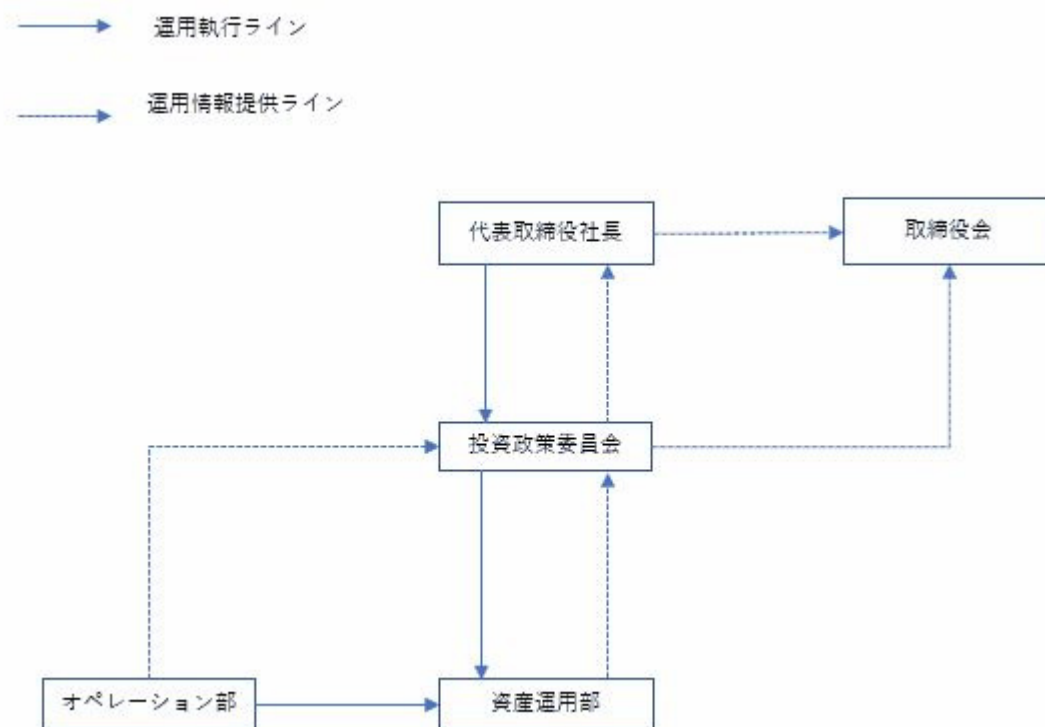 運用執行ライン
運用情報提供ライン
代表取締役社長
取締役会
投資政策委員会
オペレーション部
資産運用部